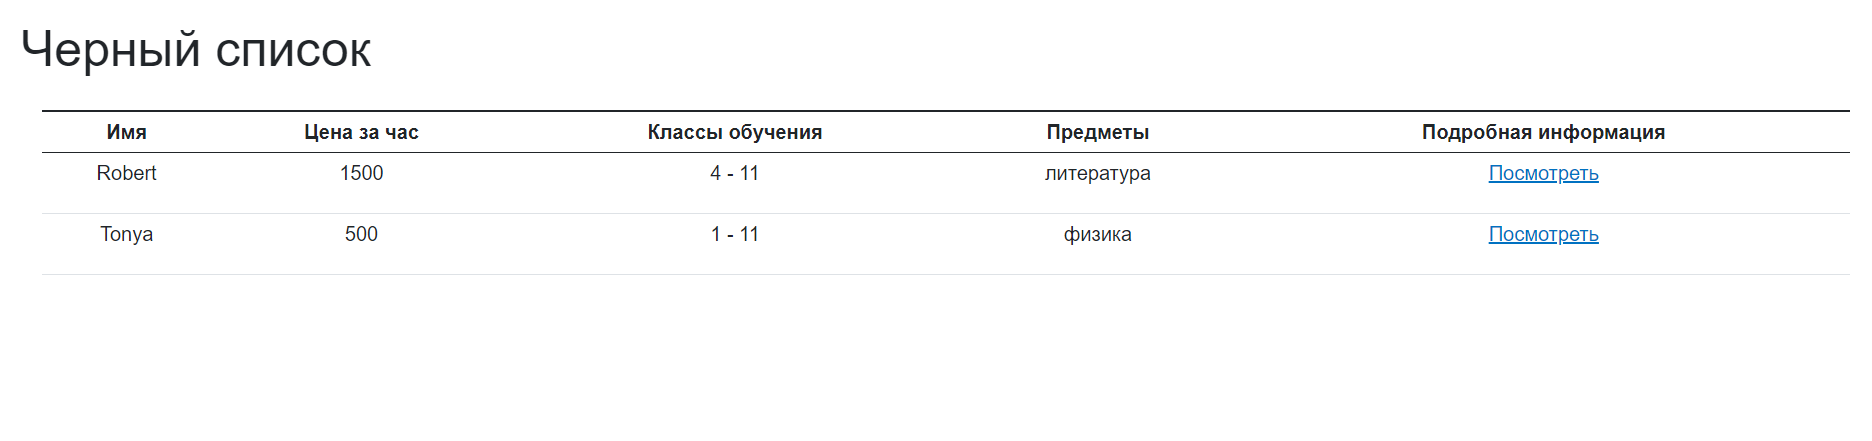 Черный список
Имя Цена за час Классы обучения Предметы Подробная информация
Robert 1500 4 - 11 литература Посмотреть
Tonya 500 1 - 11 физика Посмотреть